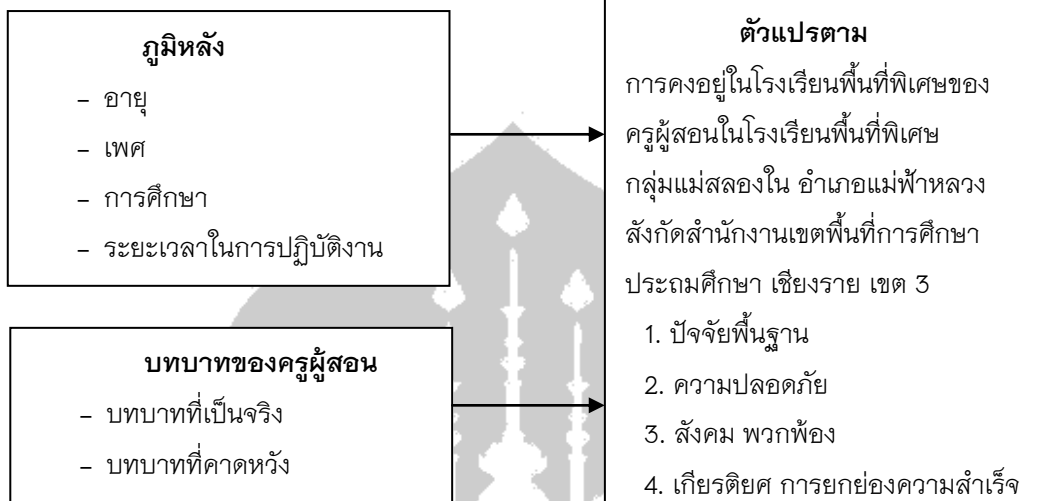 ภูมิหลัง
- อายุ
- เพศ
- การศึกษา
- ระยะเวลาในการปฏิบัติงาน
บทบาทของครูผู้สอน
- บทบาทที่เป็นจริง
- บทบาทที่คาดหวัง
ตัวแปรตาม
การคงอยู่ในโรงเรียนพื้นที่พิเศษของ
ครูผู้สอนในโรงเรียนพื้นที่พิเศษ
กลุ่มแม่สลองใน อำเภอแม่ฟ้าหลวง
สังกัดสำนักงานเขตพื้นที่การศึกษา
ประถมศึกษา เชียงราย เขต 3
1. ปัจจัยพื้นฐาน
2. ความปลอดภัย
3. สังคม พวกพ้อง
4. เกียรติยศ การยกย่องความสำเร็จ